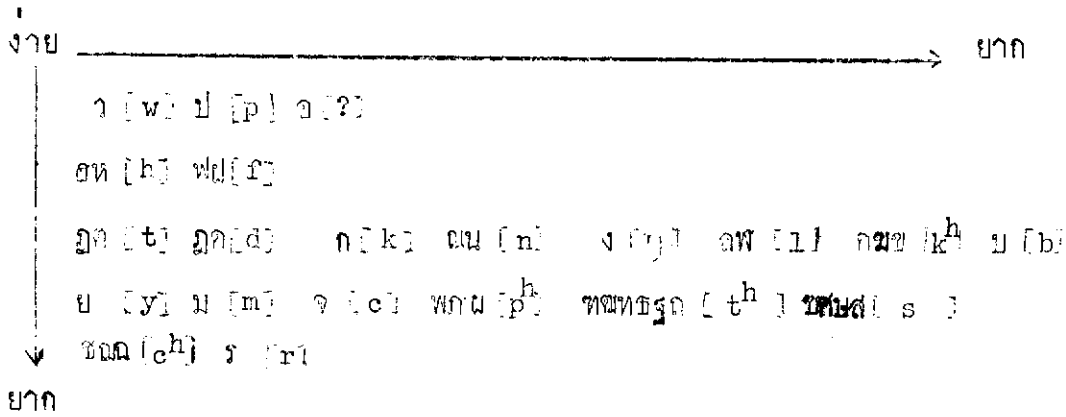 ง่าย ยาก
ว [w] ป [p] อ [?]
ฮห [h] ฟฝ [f]
ฏต [t] ฎด [d] ก [k] ณน [n] ง [ŋ] ลฬ [l] คฆข [kʰ] บ [b]
ย [y] ม [m] จ [c] พภผ [pʰ] ฑฒทธฐถ [tʰ] ซศษส [s]
ชฌฉ [cʰ] ร [r]
ยาก